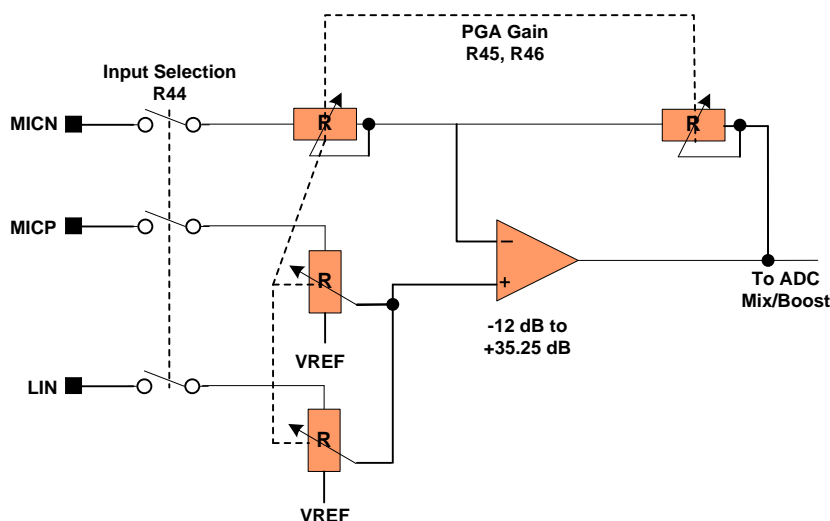 PGA Gain
R45, R46
Input Selection
R44
MICN
R
R
MICP
R
VREF
-12 dB to
+35.25 dB
To ADC
Mix/Boost
LIN
R
VREF
−
+